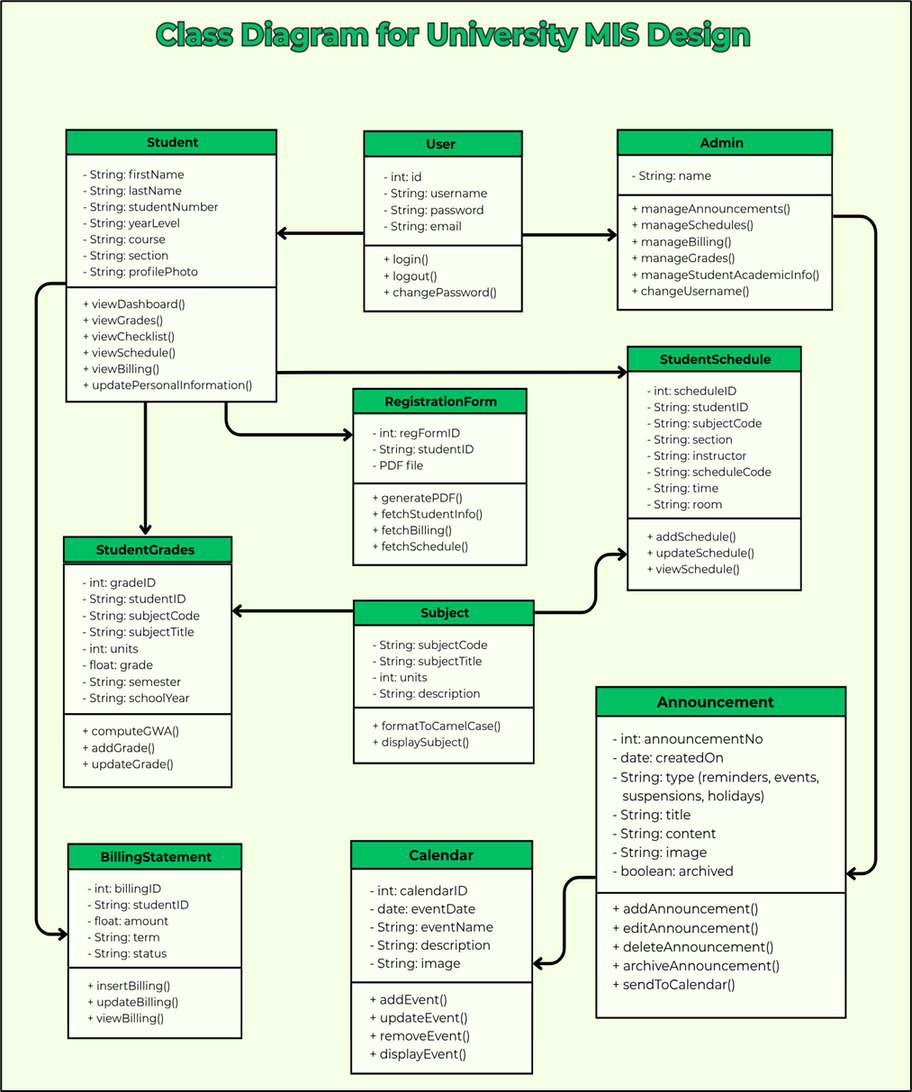 Class Diagram for University MIS Design
Student
- String: firstName
- String: lastName
- String: studentNumber
- String: yearLevel
- String: course
- String: section
- String: profilePhoto
+ viewDashboard()
+ viewGrades()
+ viewChecklist()
+ viewSchedule()
+ viewBilling()
+ updatePersonalInformation()
User
- int: id
- String: username
- String: password
- String: email
+ login()
+ logout()
+ changePassword()
Admin
- String: name
+ manageAnnouncements()
+ manageSchedules()
+ manageBilling()
+ manageGrades()
+ manageStudentAcademicInfo()
+ changeUsername()
StudentSchedule
- int: scheduleID
- String: studentID
- String: subjectCode
- String: section
- String: instructor
- String: scheduleCode
- String: time
- String: room
+ addSchedule()
+ updateSchedule()
+ viewSchedule()
RegistrationForm
- int: regFormID
- String: studentID
- PDF file
+ generatePDF()
+ fetchStudentInfo()
+ fetchBilling()
+ fetchSchedule()
StudentGrades
- int: gradeID
- String: studentID
- String: subjectCode
- String: subjectTitle
- int: units
- float: grade
- String: semester
- String: schoolYear
+ computeGWA()
+ addGrade()
+ updateGrade()
Subject
- String: subjectCode
- String: subjectTitle
- int: units
- String: description
+ formatToCamelCase()
+ displaySubject()
Announcement
- int: announcementNo
- date: createdOn
- String: type (reminders, events,
suspensions, holidays)
- String: title
- String: content
- String: image
- boolean: archived
+ addAnnouncement()
+ editAnnouncement()
+ deleteAnnouncement()
+ archiveAnnouncement()
+ sendToCalendar()
BillingStatement
- int: billingID
- String: studentID
- float: amount
- String: term
- String: status
+ insertBilling()
+ updateBilling()
+ viewBilling()
Calendar
- int: calendarID
- date: eventDate
- String: eventName
- String: description
- String: image
+ addEvent()
+ updateEvent()
+ removeEvent()
+ displayEvent()